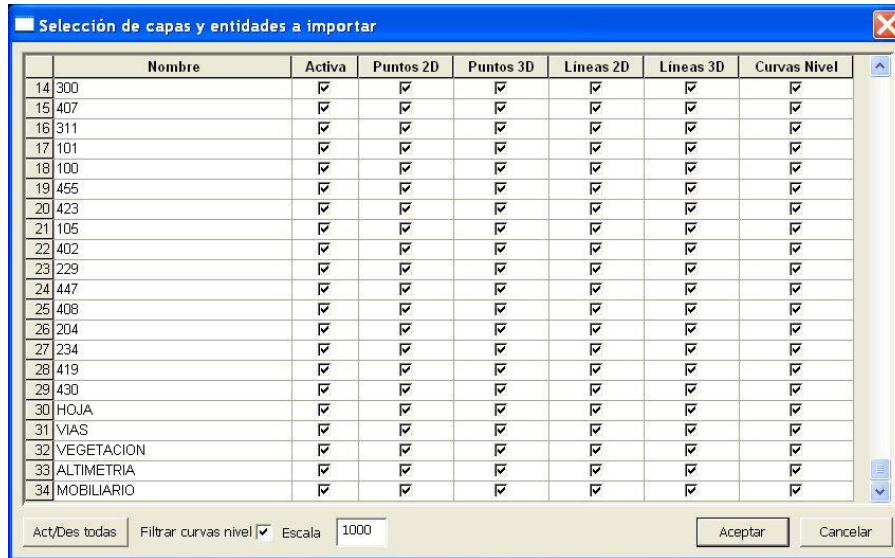 Selección de capas y entidades a importar
Nombre Activa Puntos 2D Puntos 3D Líneas 2D Líneas 3D Curvas Nivel
14 300
15 407
16 311
17 101
18 100
19 455
20 423
21 105
22 402
23 229
24 447
25 408
26 204
27 234
28 419
29 430
30 HOJA
31 VIAS
32 VEGETACION
33 ALTIMETRIA
34 MOBILIARIO
Act/Des todas Filtrar curvas nivel Escala 1000 Aceptar Cancelar